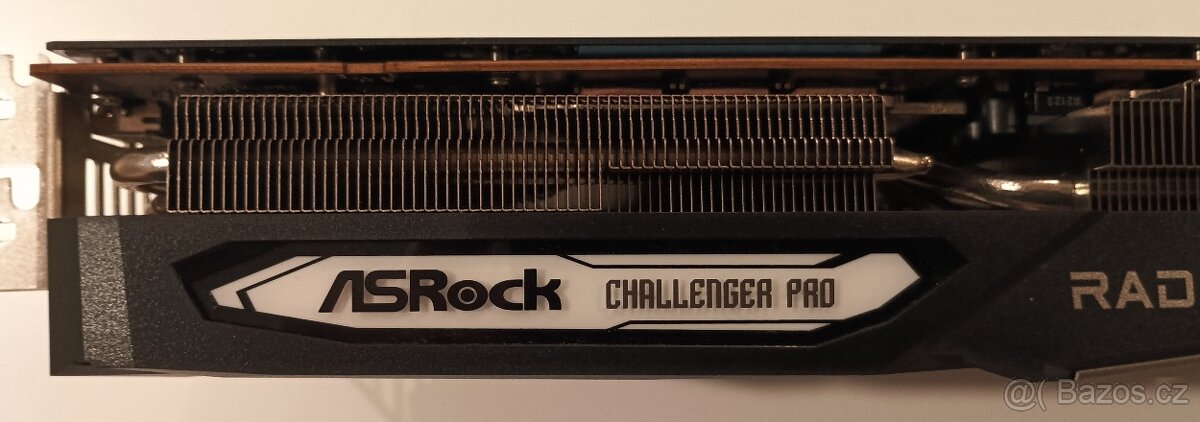 ASRock CHALLENGER PRO
RAD
@( Bazos.cz